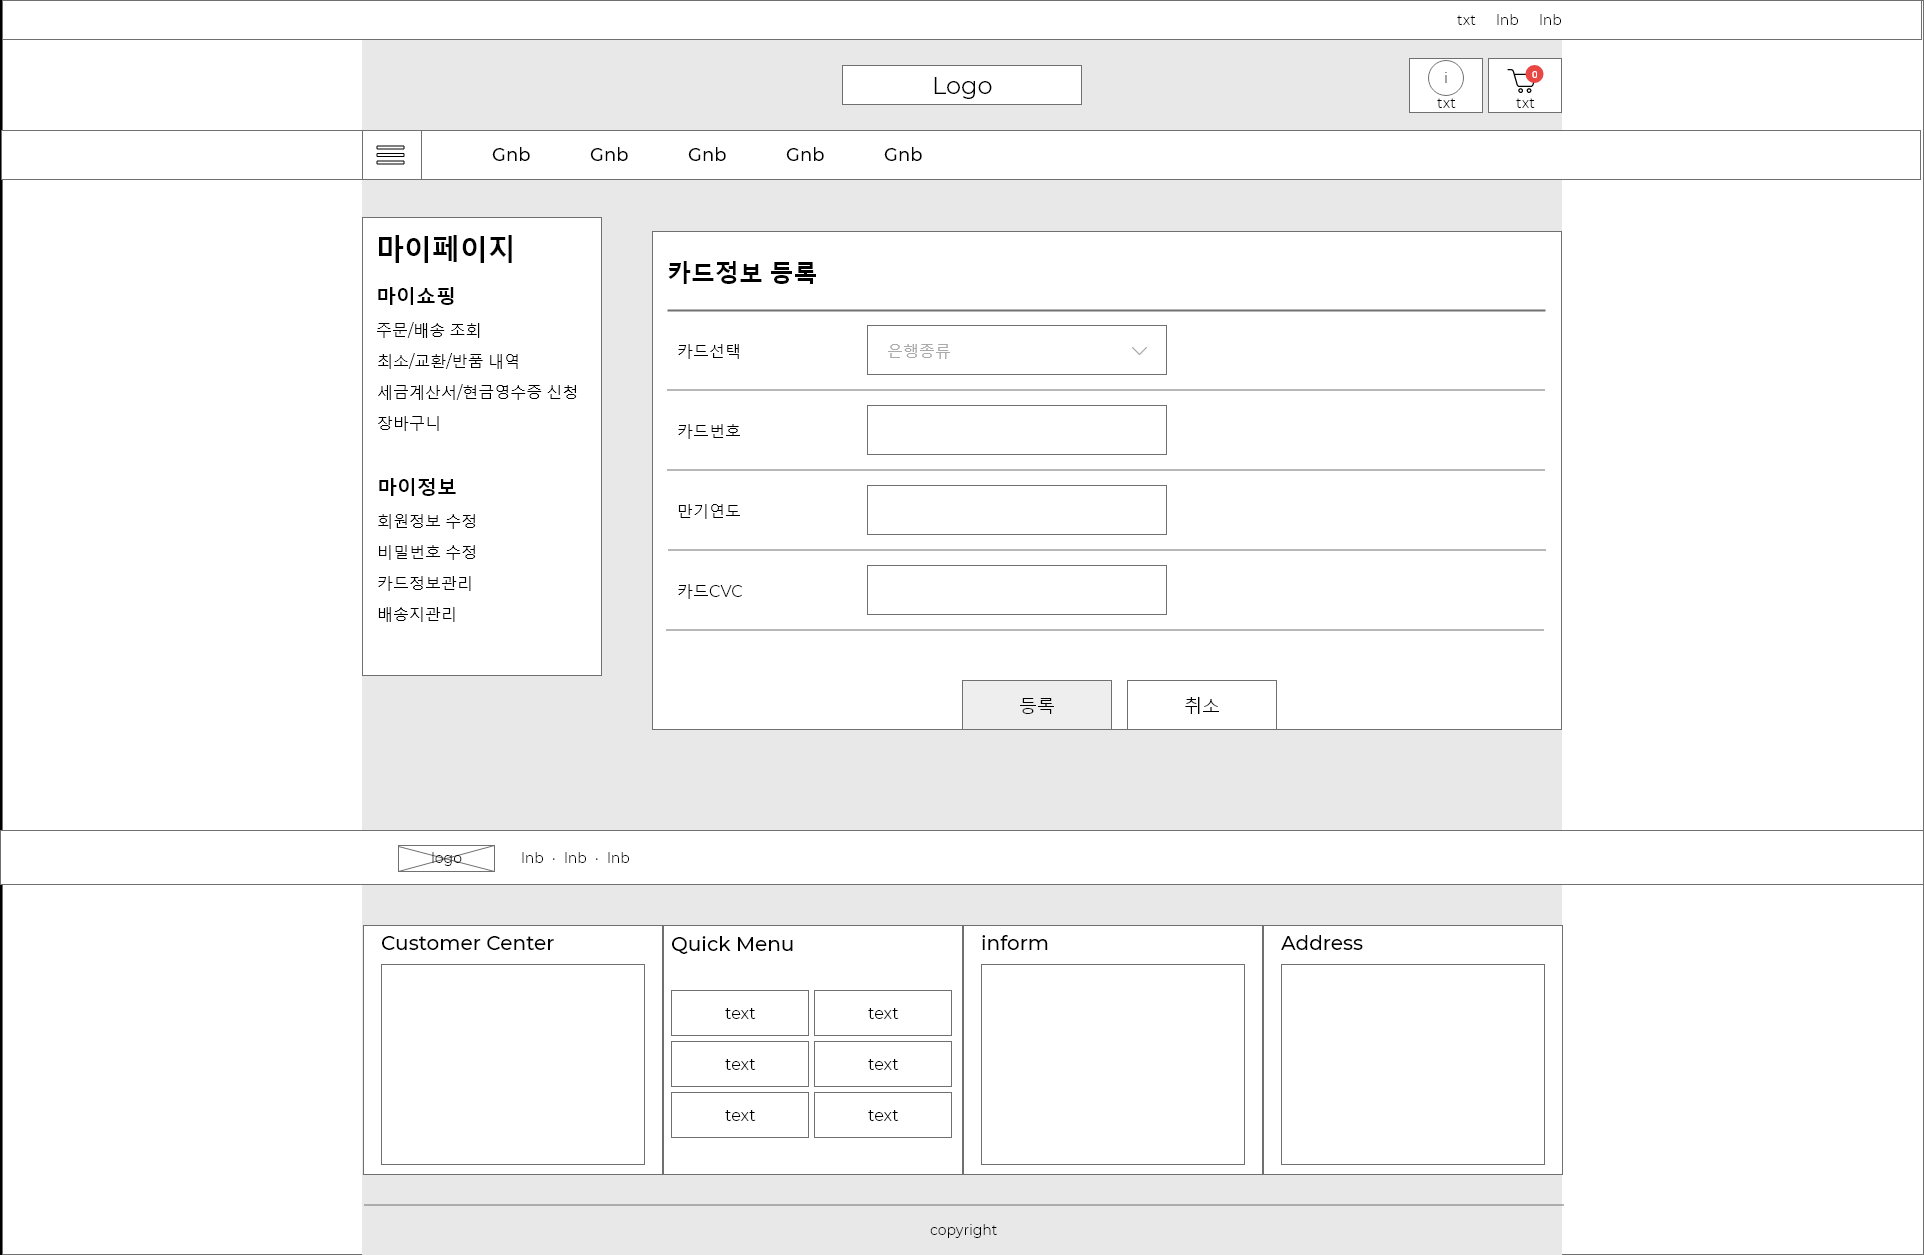 txt lnb lnb
Logo
i
txt
0
txt
Gnb Gnb Gnb Gnb Gnb
마이페이지
마이쇼핑
주문/배송 조회
최소/교환/반품 내역
세금계산서/현금영수증 신청
장바구니
마이정보
회원정보 수정
비밀번호 수정
카드정보관리
배송지관리
카드정보 등록
카드선택 은행종류
카드번호
만기연도
카드CVC
등록 취소
logo lnb · lnb · lnb
Customer Center
Quick Menu
text text
text text
text text
inform
Address
copyright